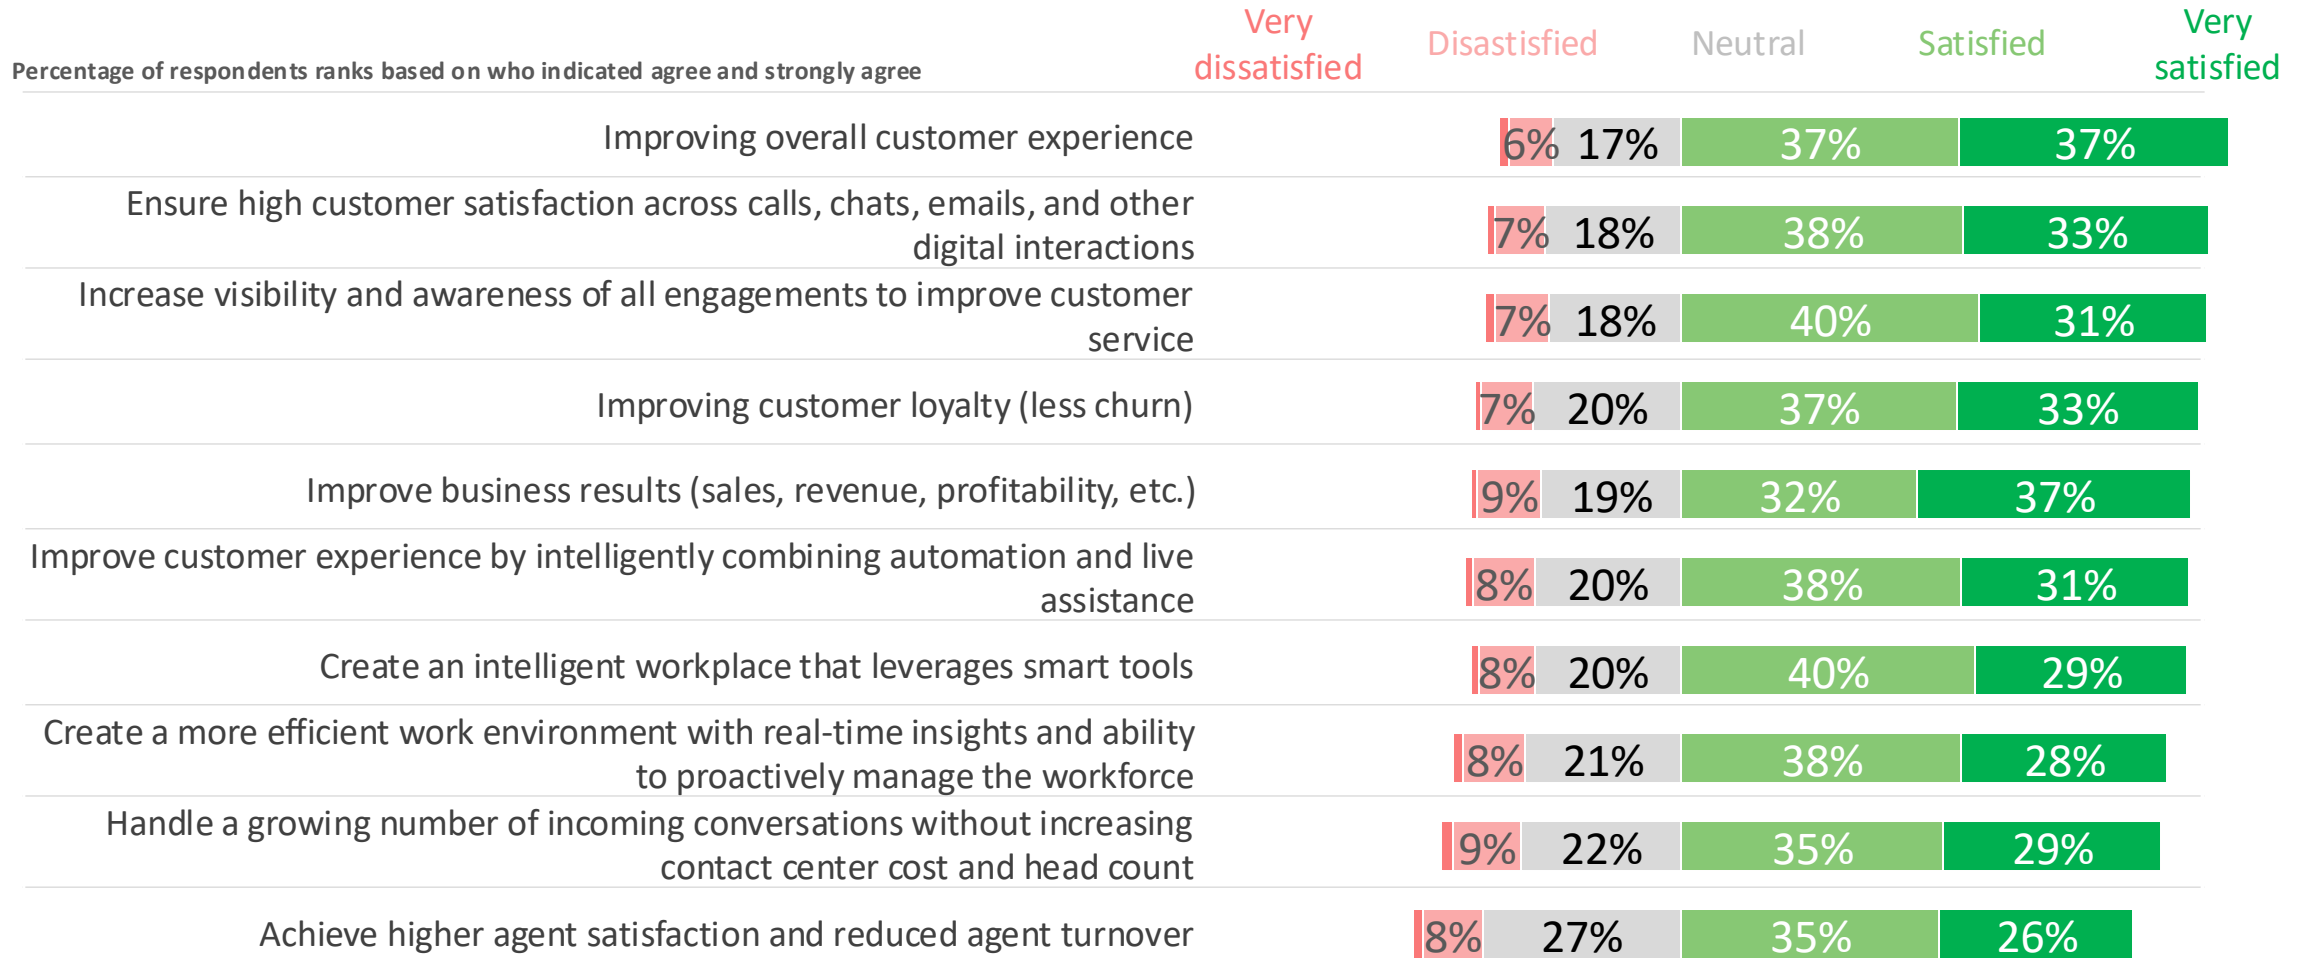 Very
dissatisfied
Disastisfied
Neutral
Satisfied
Very
satisfied
Percentage of respondents ranks based on who indicated agree and strongly agree
Improving overall customer experience
6% 17% 37% 37%
Ensure high customer satisfaction across calls, chats, emails, and other
digital interactions
7% 18% 38% 33%
Increase visibility and awareness of all engagements to improve customer
service
7% 18% 40% 31%
Improving customer loyalty (less churn)
7% 20% 37% 33%
Improve business results (sales, revenue, profitability, etc.)
9% 19% 32% 37%
Improve customer experience by intelligently combining automation and live
assistance
8% 20% 38% 31%
Create an intelligent workplace that leverages smart tools
8% 20% 40% 29%
Create a more efficient work environment with real-time insights and ability
to proactively manage the workforce
8% 21% 38% 28%
Handle a growing number of incoming conversations without increasing
contact center cost and head count
9% 22% 35% 29%
Achieve higher agent satisfaction and reduced agent turnover
8% 27% 35% 26%